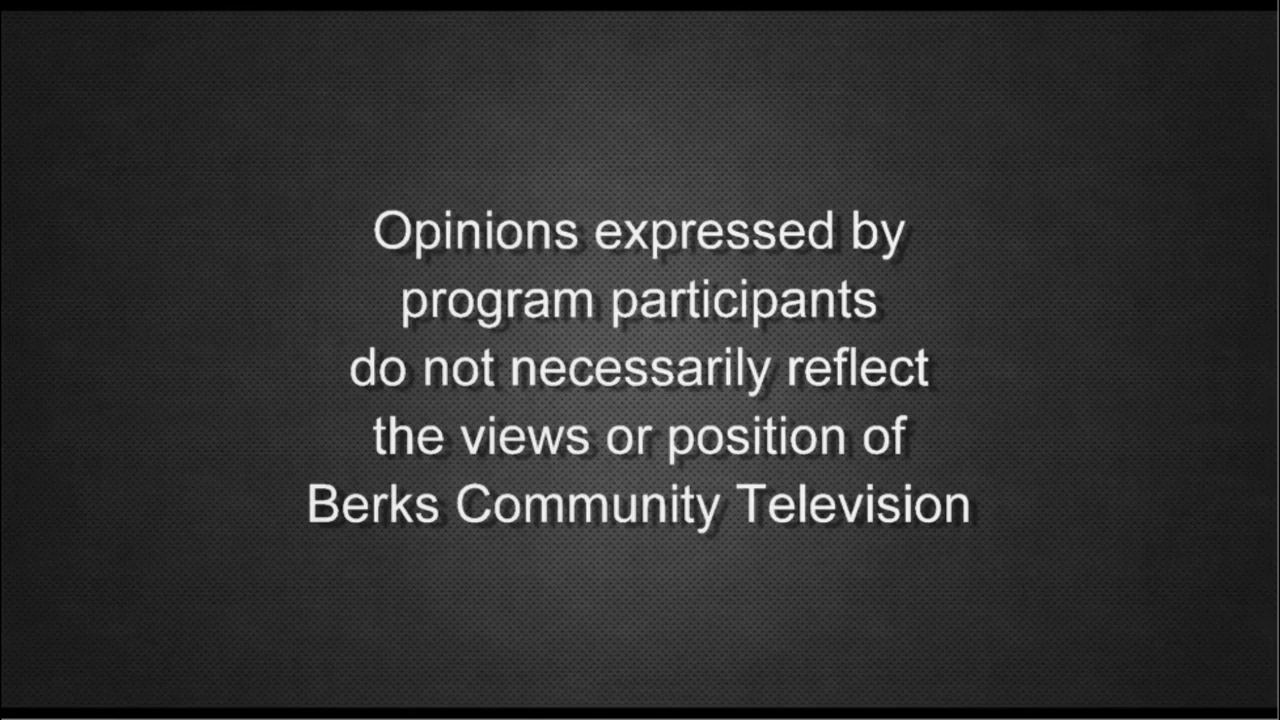 Opinions expressed by
program participants
do not necessarily reflect
the views or position of
Berks Community Television